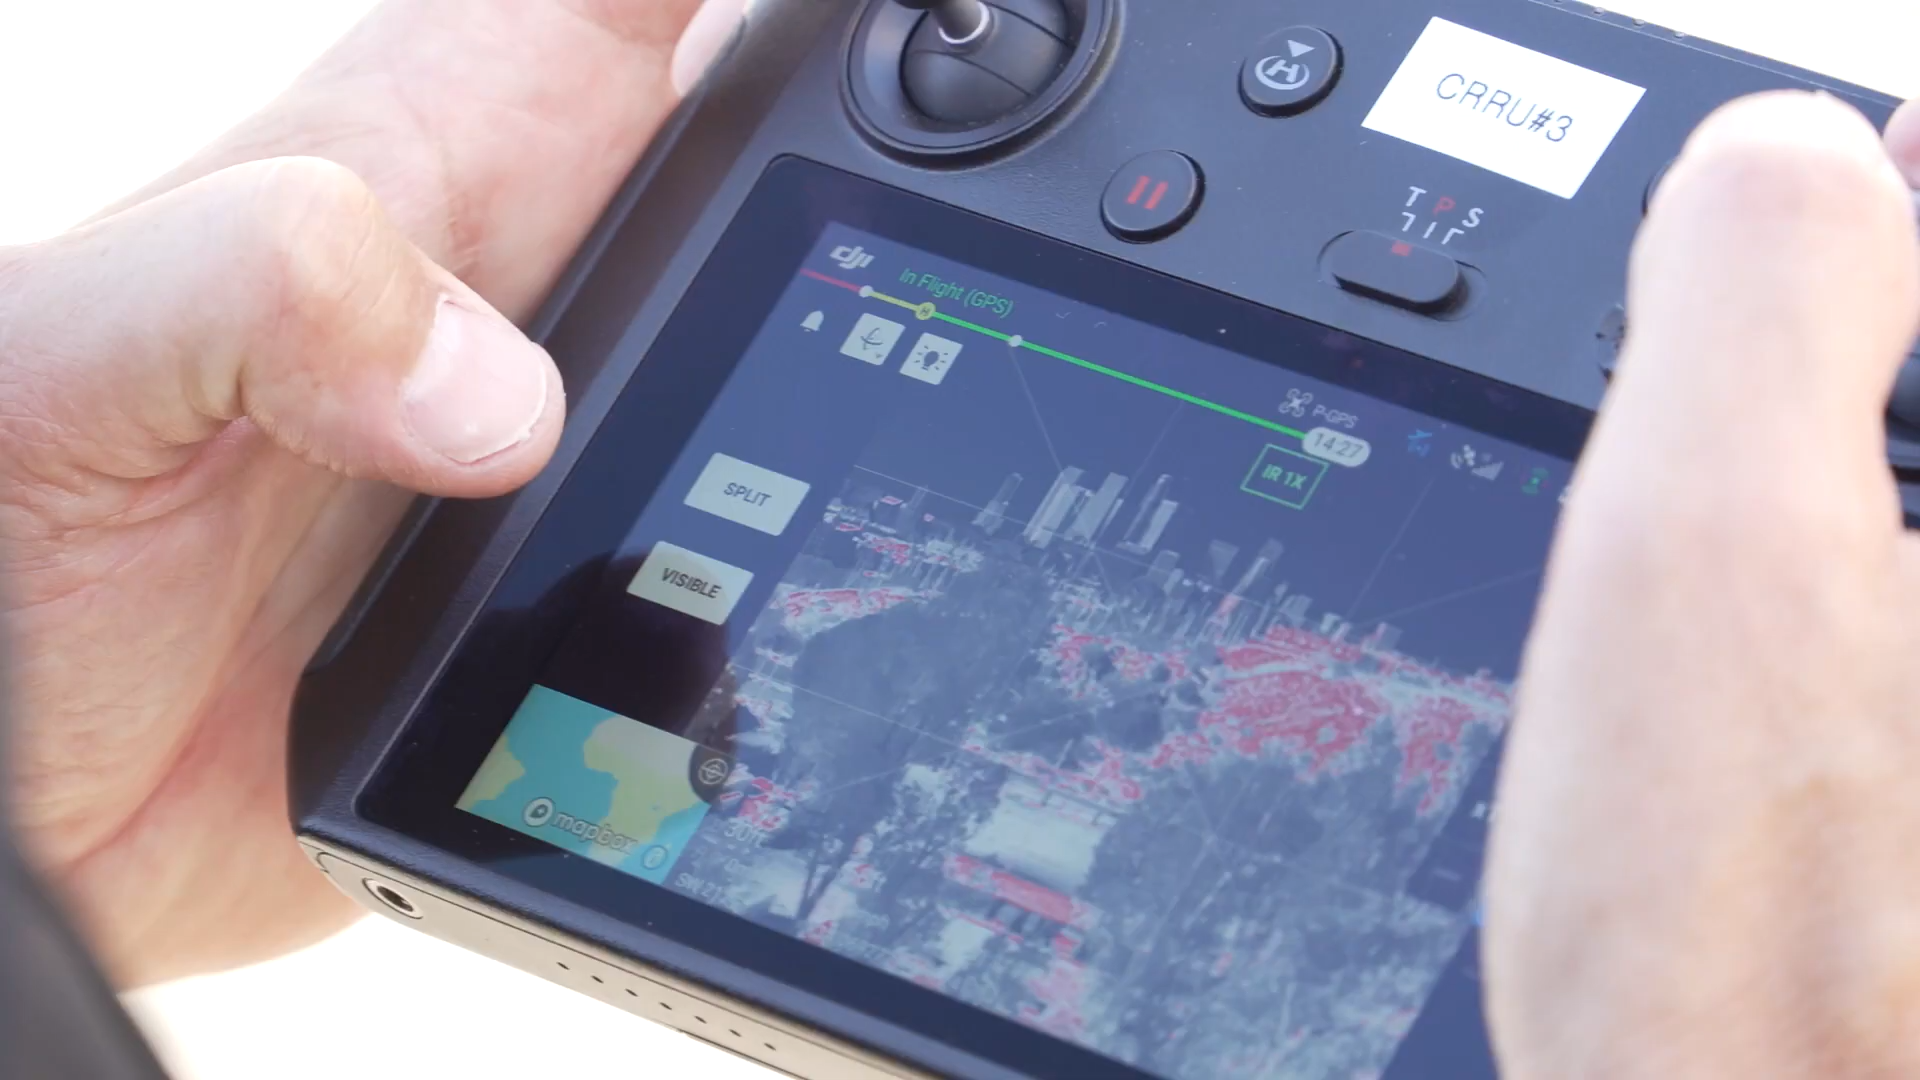 CRRU#3
T P S
dji
In Flight (GPS)
H
P-GPS
14:27
IR 1X
SPLIT
VISIBLE
mapbox